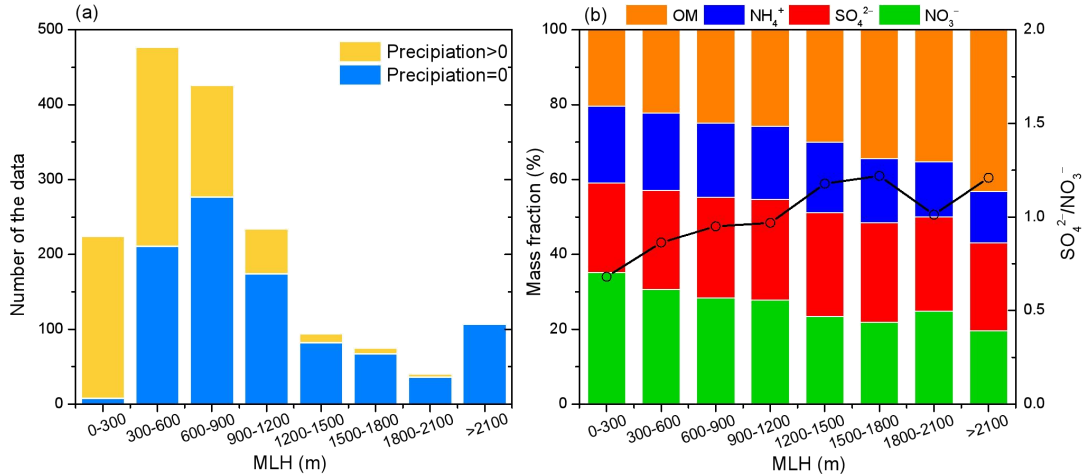 (a)
Precipiation>0
Precipiation=0
500
400
300
200
100
0
Number of the data
0-300
300-600
600-900
900-1200
1200-1500
1500-1800
1800-2100
>2100
MLH (m)
(b)
OM
NH₄⁺
SO₄²⁻
NO₃⁻
100
80
60
40
20
0
Mass fraction (%)
2.0
1.5
1.0
0.5
0.0
SO₄²⁻/NO₃⁻
0-300
300-600
600-900
900-1200
1200-1500
1500-1800
1800-2100
>2100
MLH (m)